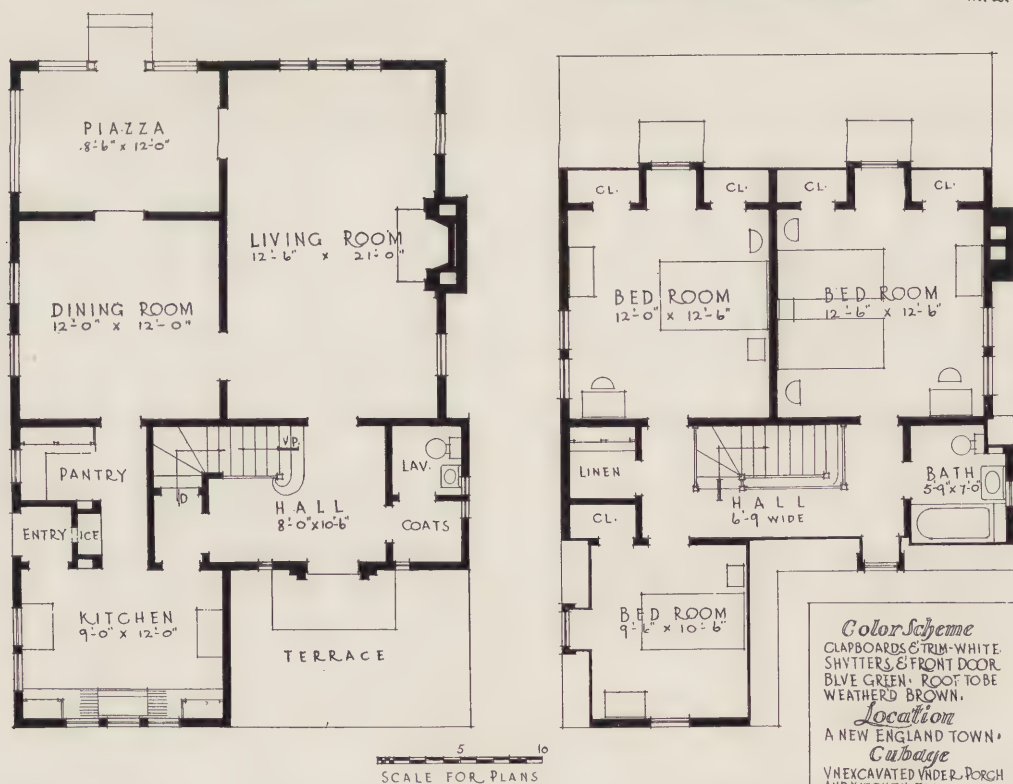 PIAZZA
8'-6" x 12'-0"
LIVING ROOM
12'-6" x 21'-0"
DINING ROOM
12'-0" x 12'-0"
PANTRY
D
UP.
LAV.
HALL
8'-0"x10'-6"
COATS
ENTRY
ICE
KITCHEN
9'-0" x 12'-0"
TERRACE
5 10
SCALE FOR PLANS
CL.
CL.
CL.
CL.
BED ROOM
12'-0" x 12'-6"
BED ROOM
12'-6" x 12'-6"
LINEN
HALL
6'-9 WIDE
BATH
5'-9"x7'-0"
CL.
BED ROOM
9'-6" x 10'-6"
Color Scheme
CLAPBOARDS & TRIM-WHITE.
SHVTTERS & FRONT DOOR
BLVE GREEN. ROOF TO BE
WEATHERD BROWN.
Location
A NEW ENGLAND TOWN.
Cubage
VNEXCAVATED VNDER PORCH